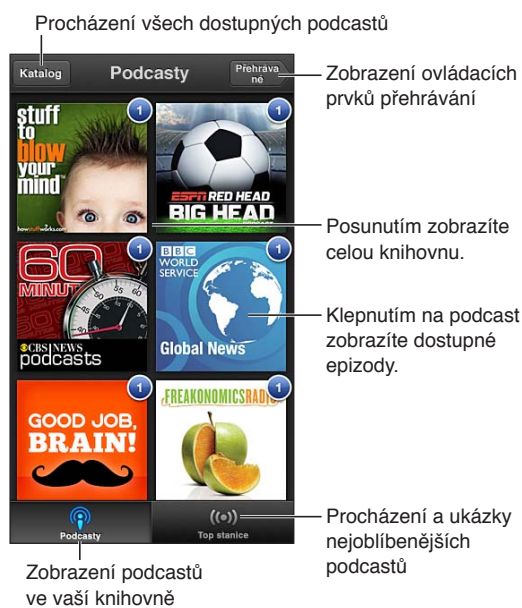 Procházení všech dostupných podcastů
Katalog
Podcasty
Přehráva
né
Zobrazení ovládacích
prvků přehrávání
stuff
to
blow
your
mind
howstuffworks.com
1
ESPN RED HEAD
BIG HEAD
1
Posunutím zobrazíte
celou knihovnu.
60
MINUT
CBS NEWS
podcasts
1
BBC
WORLD
SERVICE
Global News
1
Klepnutím na podcast
zobrazíte dostupné
epizody.
GOOD JOB,
BRAIN!
1
FREAKONOMICS RADIO
1
Podcasty
Top stanice
Procházení a ukázky
nejoblíbenějších
podcastů
Zobrazení podcastů
ve vaší knihovně